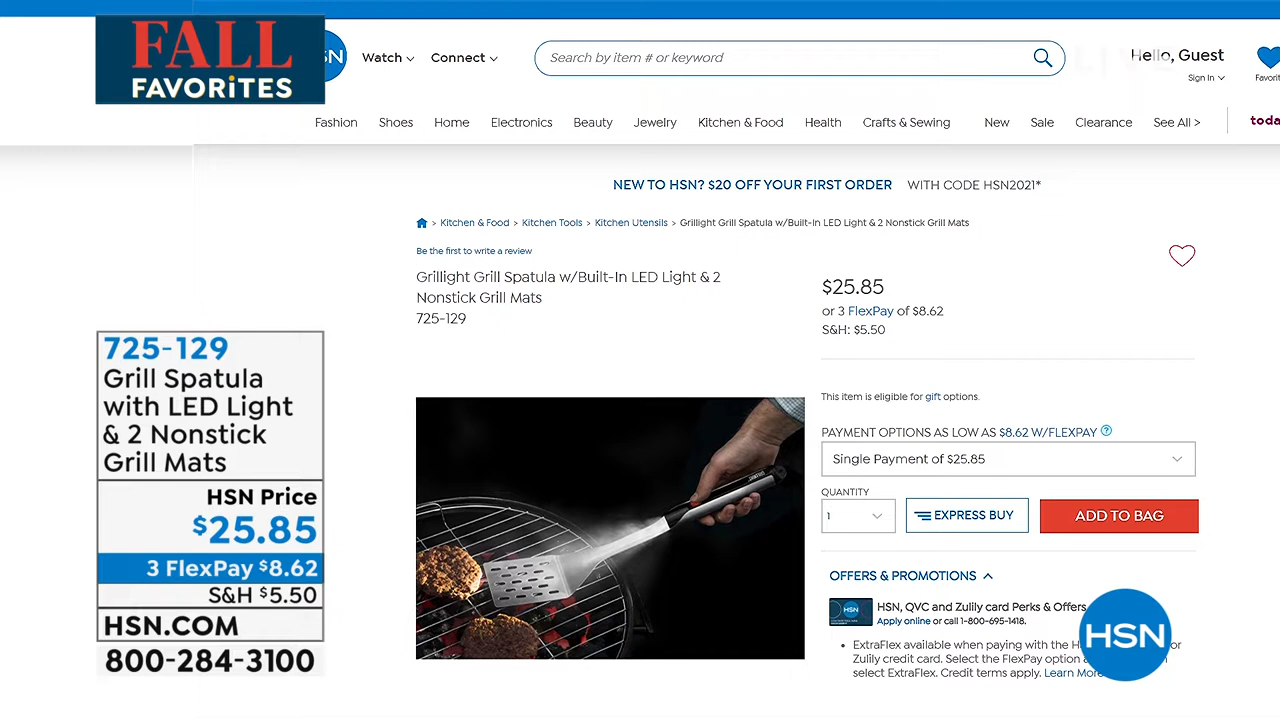 FALL
FAVORiTES
SN
Watch
Connect
Search by item # or keyword
Hello, Guest
Sign In
Favorit
Fashion
Shoes
Home
Electronics
Beauty
Jewelry
Kitchen & Food
Health
Crafts & Sewing
New
Sale
Clearance
See All >
toda
NEW TO HSN? $20 OFF YOUR FIRST ORDER WITH CODE HSN2021*
> Kitchen & Food > Kitchen Tools > Kitchen Utensils > Grillight Grill Spatula w/Built-In LED Light & 2 Nonstick Grill Mats
Be the first to write a review
Grillight Grill Spatula w/Built-In LED Light & 2
Nonstick Grill Mats
725-129
$25.85
or 3 FlexPay of $8.62
S&H: $5.50
This item is eligible for gift options.
PAYMENT OPTIONS AS LOW AS $8.62 W/FLEXPAY ?
Single Payment of $25.85
QUANTITY
1
EXPRESS BUY
ADD TO BAG
OFFERS & PROMOTIONS
HSN
HSN, QVC and Zulily card Perks & Offers
Apply online or call 1-800-695-1418.
• ExtraFlex available when paying with the H or
Zulily credit card. Select the FlexPay option
select ExtraFlex. Credit terms apply. Learn More
HSN
725-129
Grill Spatula
with LED Light
& 2 Nonstick
Grill Mats
HSN Price
$25.85
3 FlexPay $8.62
S&H $5.50
HSN.COM
800-284-3100